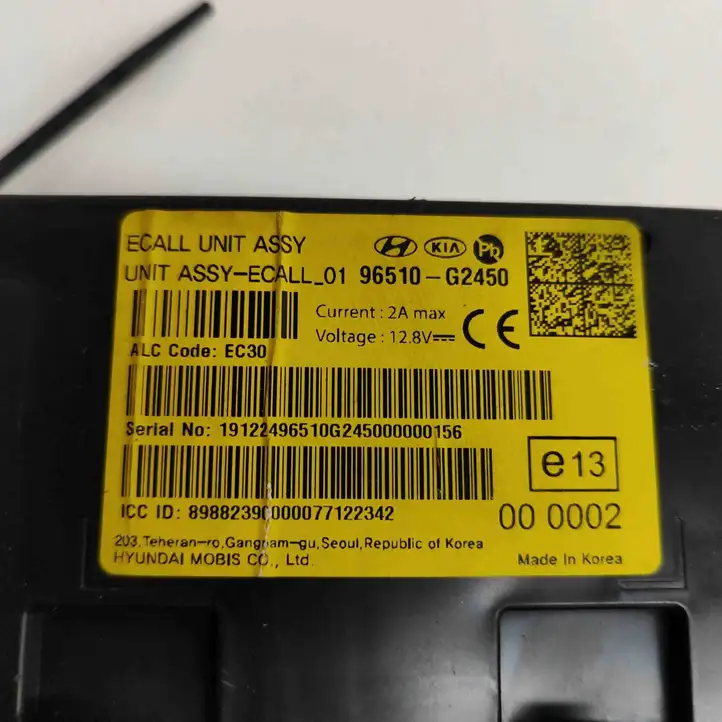 ECALL UNIT ASSY
KIA Pb
UNIT ASSY-ECALL_01 96510-G2450
Current : 2A max
Voltage : 12.8V
CE
ALC Code: EC30
Serial No: 19122496510G245000000156
e13
ICC ID: 89882390000077122342
00 0002
203, Teheran-ro, Gangnam-gu, Seoul, Republic of Korea
HYUNDAI MOBIS CO., Ltd.
Made In Korea